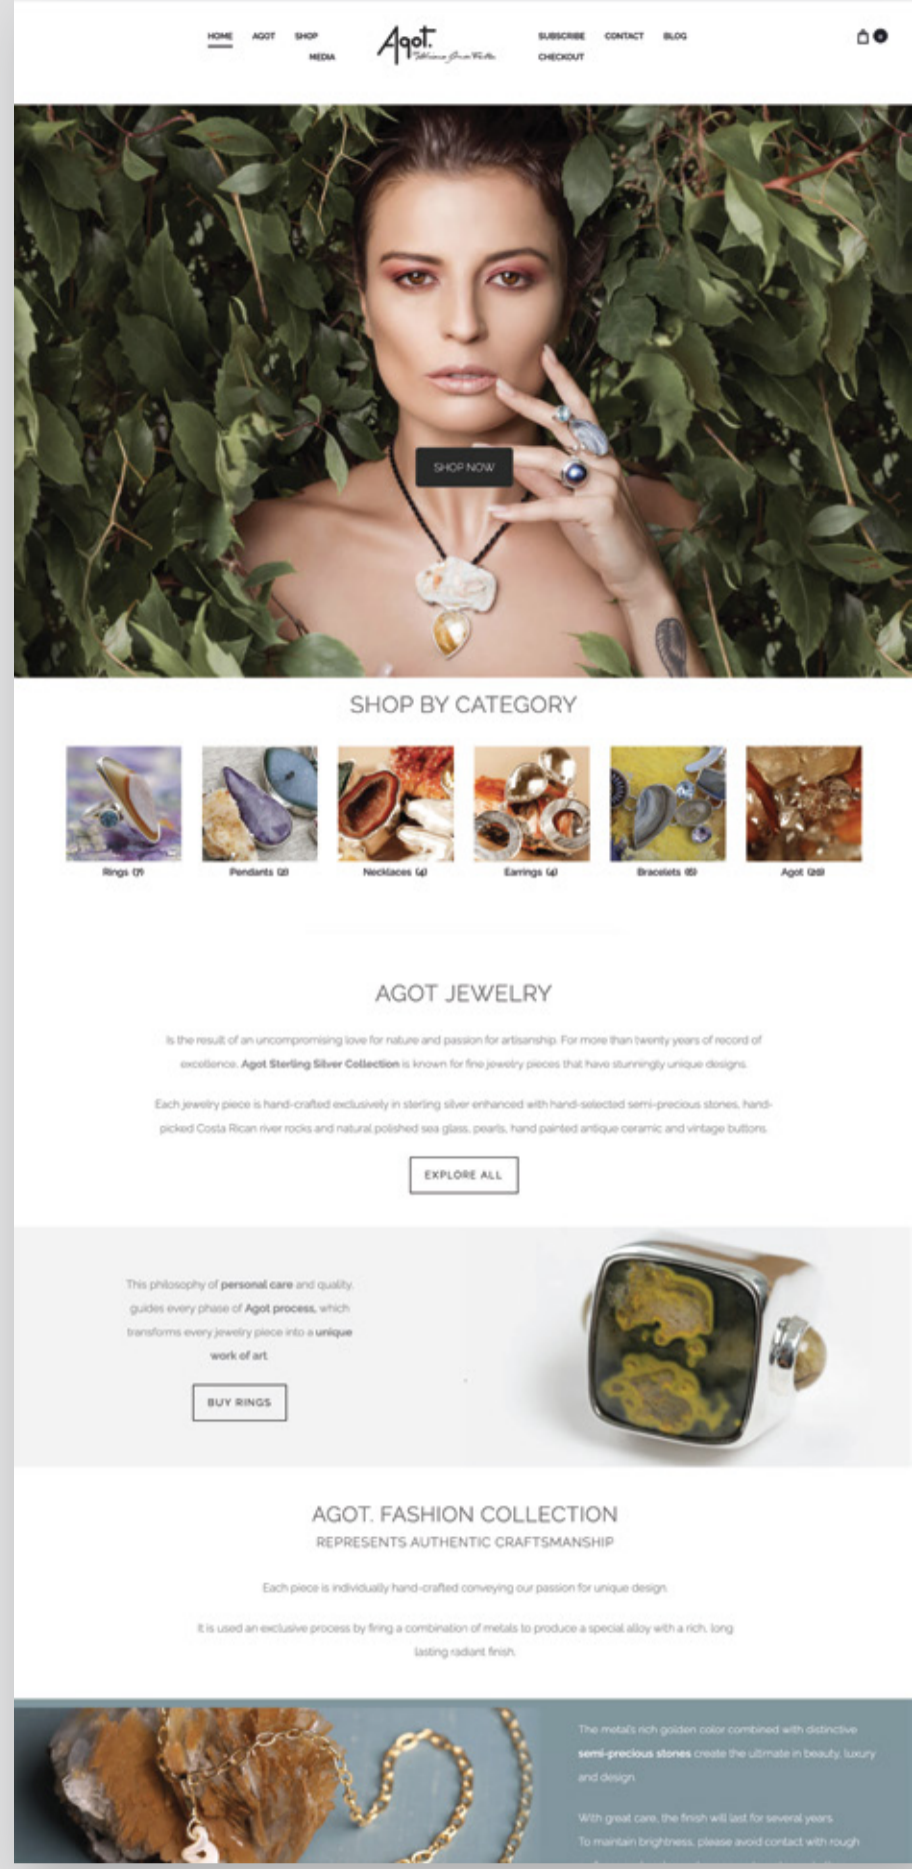 HOME AGOT SHOP
MEDIA
Agot.
SUBSCRIBE CONTACT BLOG
CHECKOUT
0
SHOP NOW
SHOP BY CATEGORY
Rings (7)
Pendants (2)
Necklaces (4)
Earrings (4)
Bracelets (6)
Agot (20)
AGOT JEWELRY
Is the result of an uncompromising love for nature and passion for artisanship. For more than twenty years of record of
excellence, Agot Sterling Silver Collection is known for fine jewelry pieces that have stunningly unique designs.
Each jewelry piece is hand-crafted exclusively in sterling silver enhanced with hand-selected semi-precious stones, hand-
picked Costa Rican river rocks and natural polished sea glass, pearls, hand painted antique ceramic and vintage buttons.
EXPLORE ALL
This philosophy of personal care and quality,
guides every phase of Agot process, which
transforms every jewelry piece into a unique
work of art.
BUY RINGS
AGOT. FASHION COLLECTION
REPRESENTS AUTHENTIC CRAFTSMANSHIP
Each piece is individually hand-crafted conveying our passion for unique design.
It is used an exclusive process by firing a combination of metals to produce a special alloy with a rich, long
lasting radiant finish.
The metal's rich golden color combined with distinctive
semi-precious stones create the ultimate in beauty, luxury
and design.
With great care, the finish will last for several years.
To maintain brightness, please avoid contact with rough